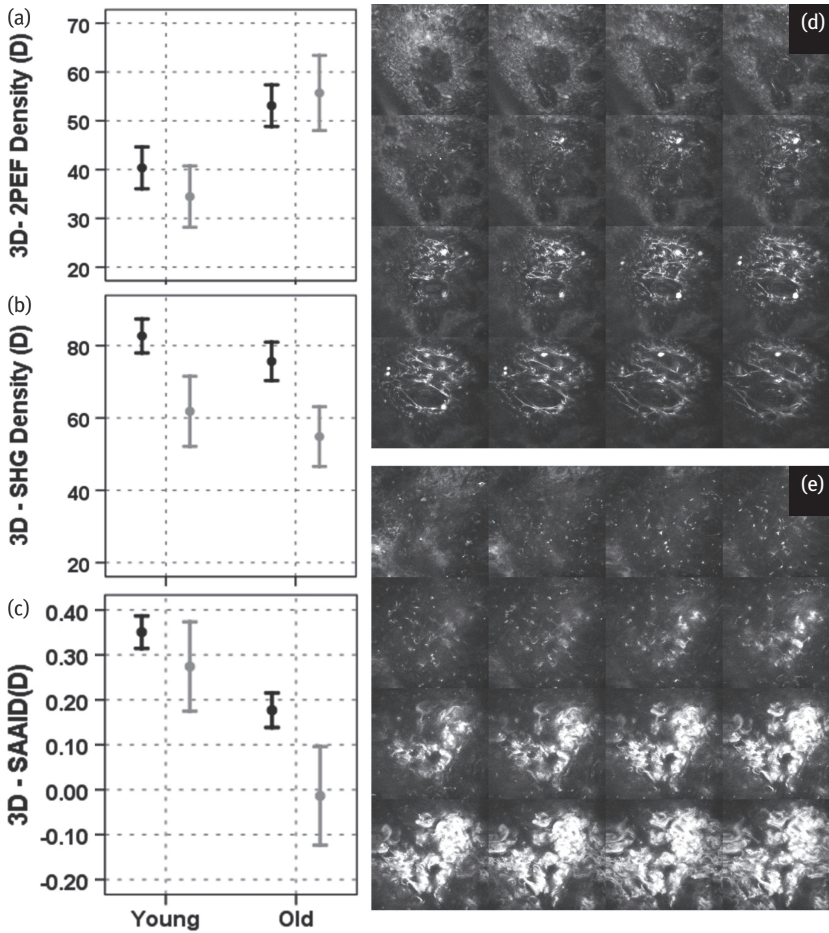 (a)
3D- 2PEF Density (D)
70
60
50
40
30
20
(b)
3D - SHG Density (D)
80
60
40
20
(c)
3D - SAAID(D)
0.40
0.30
0.20
0.10
0.00
-0.10
-0.20
Young Old
(d)
(e)